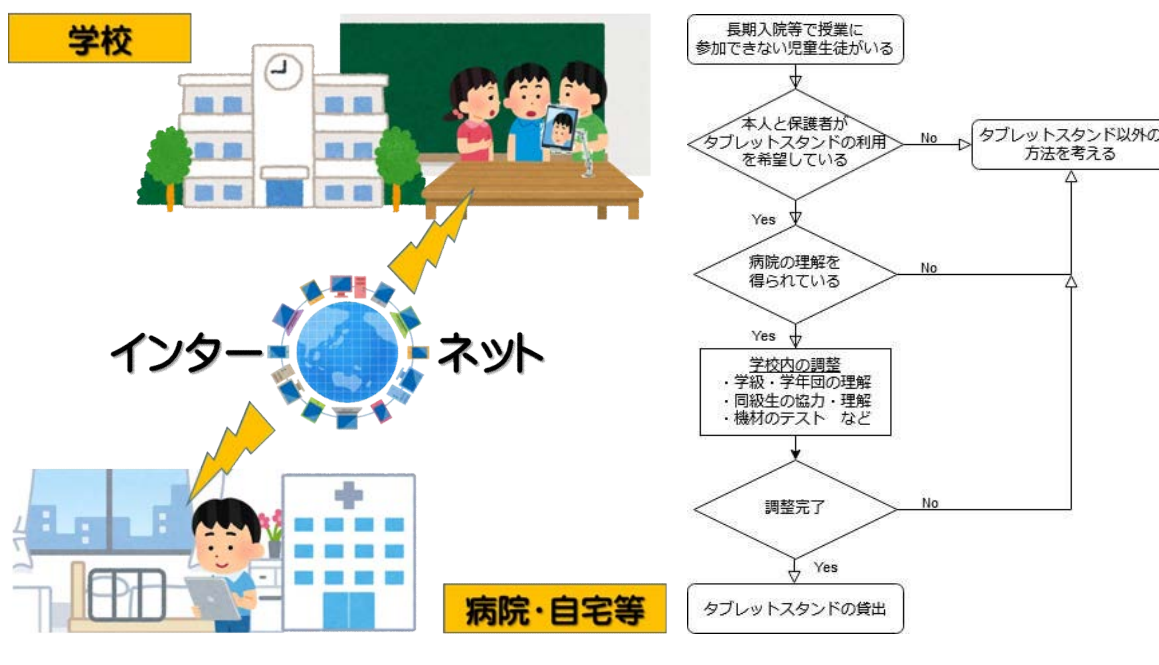 学校
インター
ネット
病院・自宅等
長期入院等で授業に
参加できない児童生徒がいる
本人と保護者が
タブレットスタンドの利用
を希望している
No
タブレットスタンド以外の
方法を考える
Yes
病院の理解を
得られている
No
Yes
学校内の調整
・学級・学年団の理解
・同級生の協力・理解
・機材のテスト　など
調整完了
No
Yes
タブレットスタンドの貸出